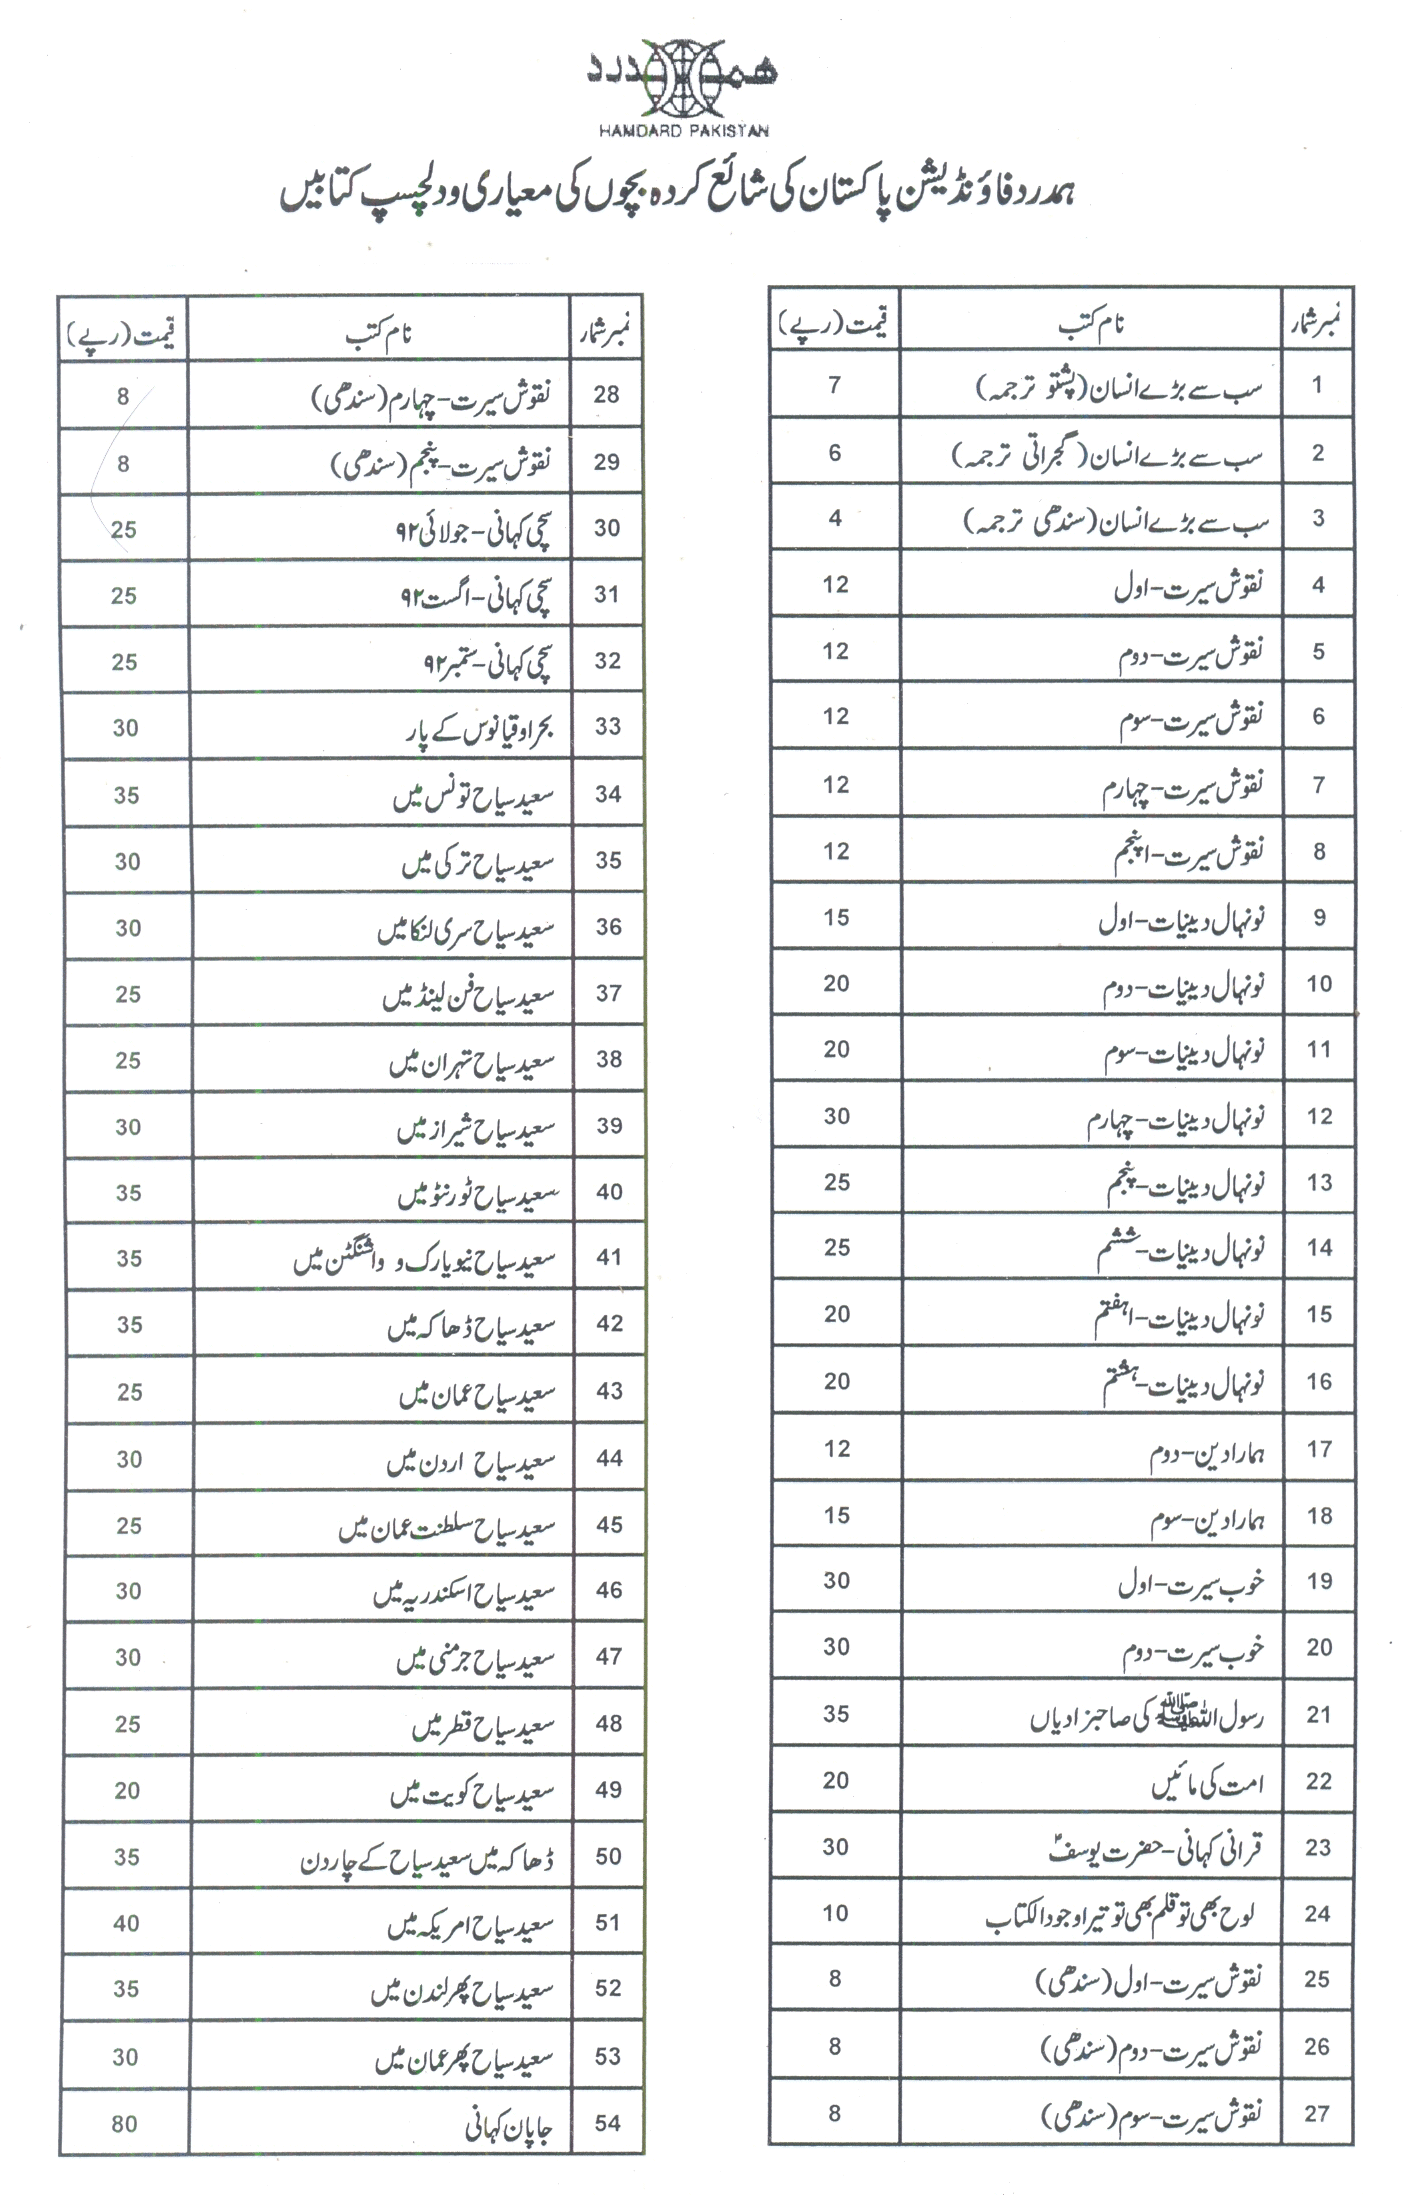 ھمدرد
HAMDARD PAKISTAN
ہمدرد فاؤنڈیشن پاکستان کی شائع کردہ بچوں کی معیاری و دلچسپ کتابیں
نمبر شمار نام کتب قیمت (رپے)
1 سب سے بڑے انسان (پشتو ترجمہ) 7
2 سب سے بڑے انسان (گجراتی ترجمہ) 6
3 سب سے بڑے انسان (سندھی ترجمہ) 4
4 نقوش سیرت-اول 12
5 نقوش سیرت-دوم 12
6 نقوش سیرت-سوم 12
7 نقوش سیرت-چہارم 12
8 نقوش سیرت-اپنجم 12
9 نونہال دینیات-اول 15
10 نونہال دینیات-دوم 20
11 نونہال دینیات-سوم 20
12 نونہال دینیات-چہارم 30
13 نونہال دینیات-پنجم 25
14 نونہال دینیات-ششم 25
15 نونہال دینیات-اہفتم 20
16 نونہال دینیات-ہشتم 20
17 ہمارا دین-دوم 12
18 ہمارا دین-سوم 15
19 خوب سیرت-اول 30
20 خوب سیرت-دوم 30
21 رسول اللہ ﷺ کی صاحبزادیاں 35
22 امت کی مائیں 20
23 قرانی کہانی-حضرت یوسفؑ 30
24 لوح بھی تو قلم بھی تو تیرا وجود الکتاب 10
25 نقوش سیرت-اول (سندھی) 8
26 نقوش سیرت-دوم (سندھی) 8
27 نقوش سیرت-سوم (سندھی) 8
نمبر شمار نام کتب قیمت (رپے)
28 نقوش سیرت-چہارم (سندھی) 8
29 نقوش سیرت-پنجم (سندھی) 8
30 سچی کہانی-جولائی ۹۲ 25
31 سچی کہانی-اگست ۹۲ 25
32 سچی کہانی-ستمبر ۹۲ 25
33 بحر اوقیانوس کے پار 30
34 سعید سیاح تونس میں 35
35 سعید سیاح ترکی میں 30
36 سعید سیاح سری لنکا میں 30
37 سعید سیاح فن لینڈ میں 25
38 سعید سیاح تہران میں 25
39 سعید سیاح شیراز میں 30
40 سعید سیاح ٹورنٹو میں 35
41 سعید سیاح نیویارک و واشنگٹن میں 35
42 سعید سیاح ڈھاکہ میں 35
43 سعید سیاح عمان میں 25
44 سعید سیاح اردن میں 30
45 سعید سیاح سلطنت عمان میں 25
46 سعید سیاح اسکندریہ میں 30
47 سعید سیاح جرمنی میں 30
48 سعید سیاح قطر میں 25
49 سعید سیاح کویت میں 20
50 ڈھاکہ میں سعید سیاح کے چار دن 35
51 سعید سیاح امریکہ میں 40
52 سعید سیاح پھر لندن میں 35
53 سعید سیاح پھر عمان میں 30
54 جاپان کہانی 80